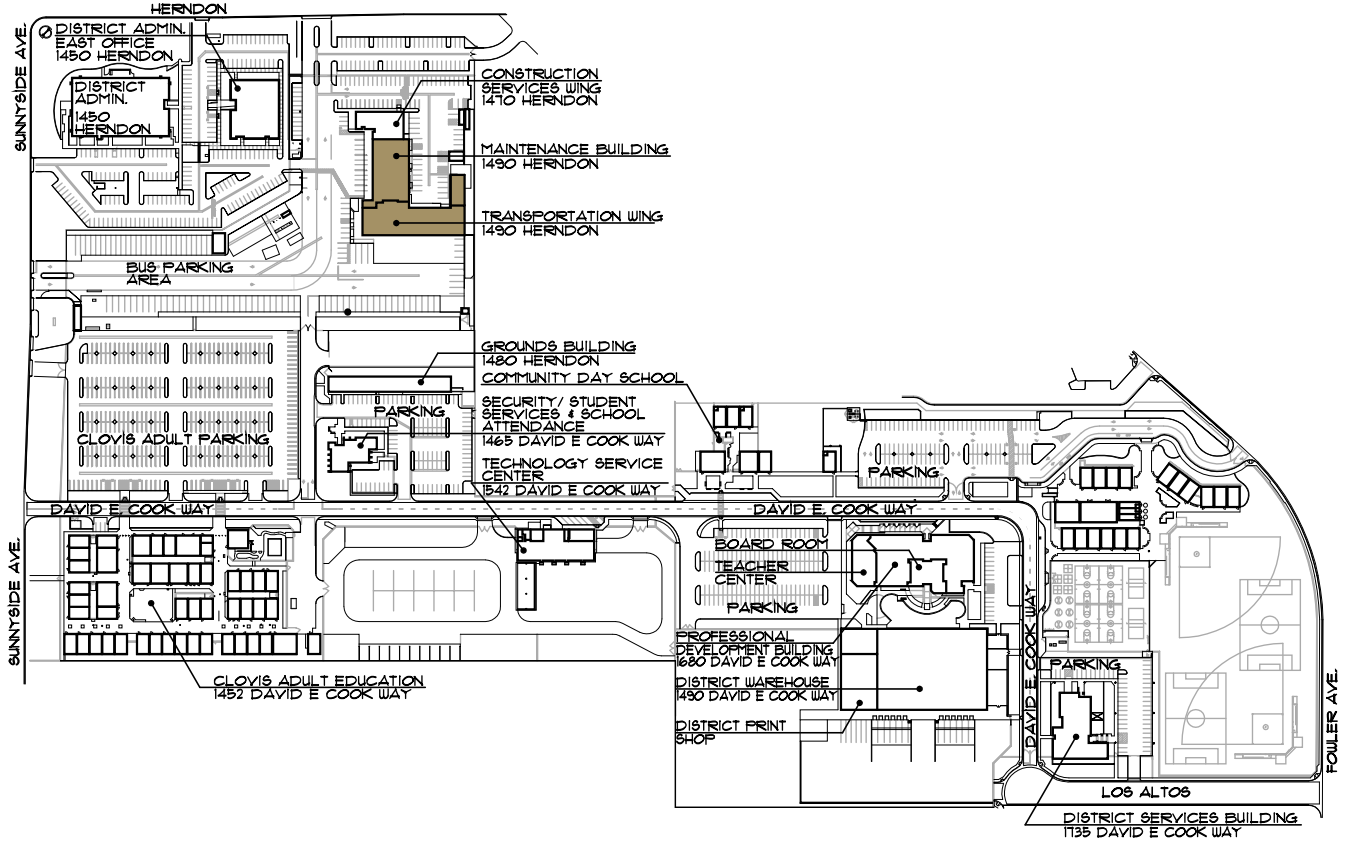 HERNDON
SUNNYSIDE AVE.
DISTRICT ADMIN.
EAST OFFICE
1450 HERNDON
DISTRICT
ADMIN.
1450
HERNDON
CONSTRUCTION
SERVICES WING
1470 HERNDON
MAINTENANCE BUILDING
1490 HERNDON
TRANSPORTATION WING
1490 HERNDON
BUS PARKING
AREA
GROUNDS BUILDING
1480 HERNDON
COMMUNITY DAY SCHOOL
SECURITY/ STUDENT
SERVICES & SCHOOL
ATTENDANCE
1465 DAVID E COOK WAY
PARKING
CLOVIS ADULT PARKING
TECHNOLOGY SERVICE
CENTER
1542 DAVID E COOK WAY
PARKING
DAVID E. COOK WAY
DAVID E. COOK WAY
SUNNYSIDE AVE.
BOARD ROOM
TEACHER
CENTER
PARKING
PROFESSIONAL
DEVELOPMENT BUILDING
1680 DAVID E COOK WAY
DISTRICT WAREHOUSE
1490 DAVID E COOK WAY
DISTRICT PRINT
SHOP
CLOVIS ADULT EDUCATION
1452 DAVID E COOK WAY
DAVID E. COOK WAY
PARKING
FOWLER AVE.
LOS ALTOS
DISTRICT SERVICES BUILDING
1735 DAVID E COOK WAY